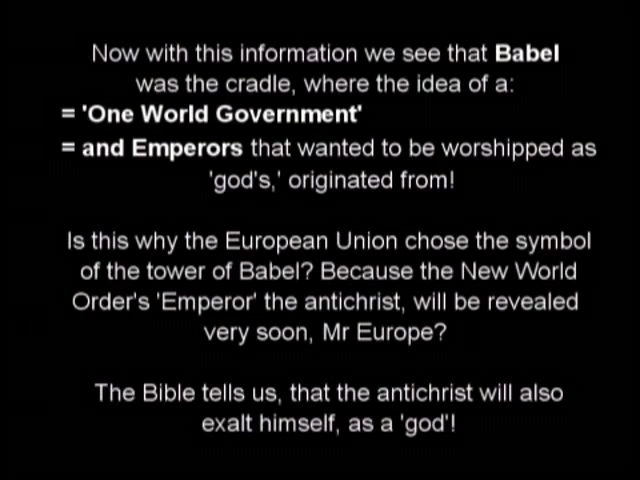 Now with this information we see that Babel
was the cradle, where the idea of a:
= 'One World Government'
= and Emperors that wanted to be worshipped as
'god's,' originated from!
Is this why the European Union chose the symbol
of the tower of Babel? Because the New World
Order's 'Emperor' the antichrist, will be revealed
very soon, Mr Europe?
The Bible tells us, that the antichrist will also
exalt himself, as a 'god'!